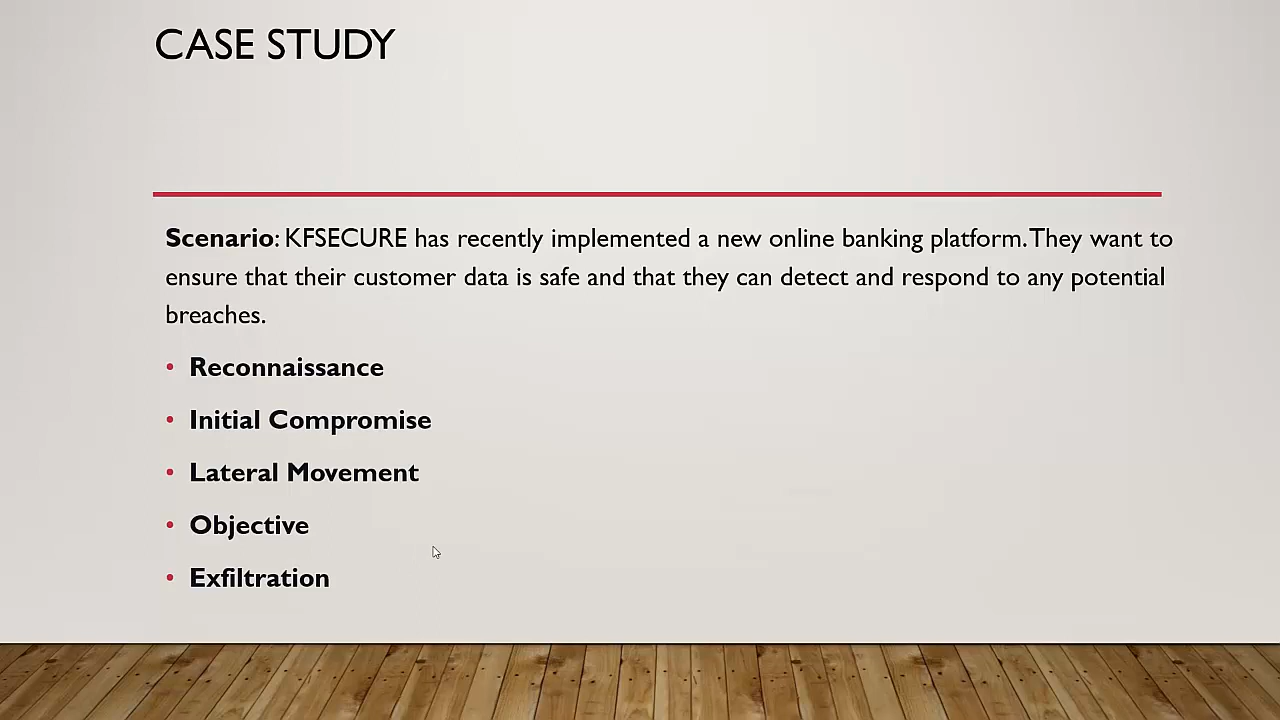 CASE STUDY
Scenario: KFSECURE has recently implemented a new online banking platform. They want to
ensure that their customer data is safe and that they can detect and respond to any potential
breaches.
• Reconnaissance
• Initial Compromise
• Lateral Movement
• Objective
• Exfiltration